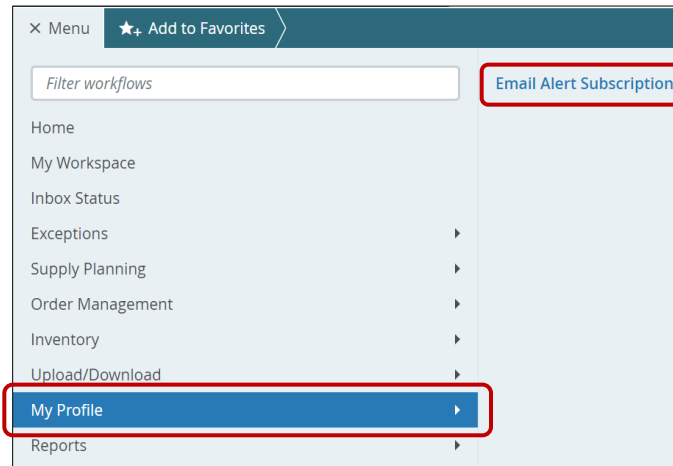 × Menu ★+ Add to Favorites
Filter workflows
Email Alert Subscription
Home
My Workspace
Inbox Status
Exceptions
Supply Planning
Order Management
Inventory
Upload/Download
My Profile
Reports